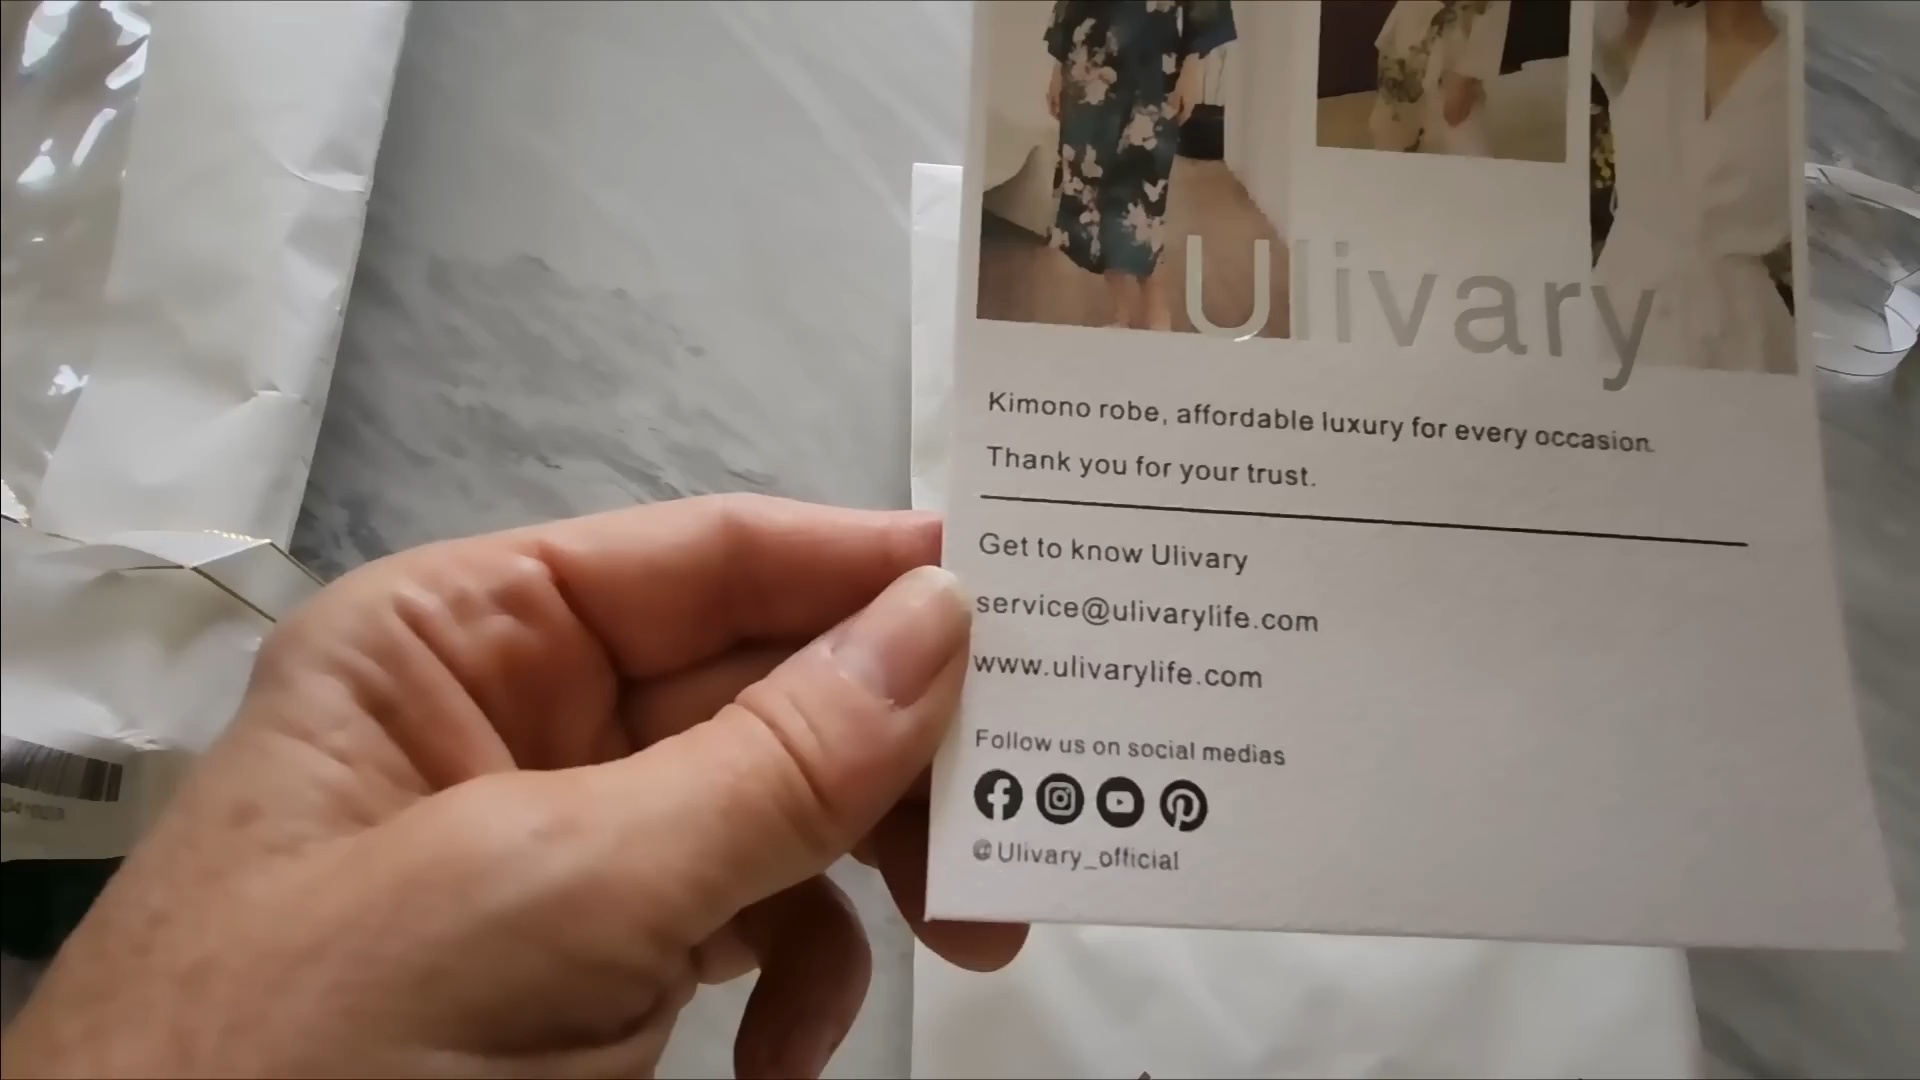 Ulivary
Kimono robe, affordable luxury for every occasion.
Thank you for your trust.
Get to know Ulivary
service@ulivarylife.com
www.ulivarylife.com
Follow us on social medias
@Ulivary_official